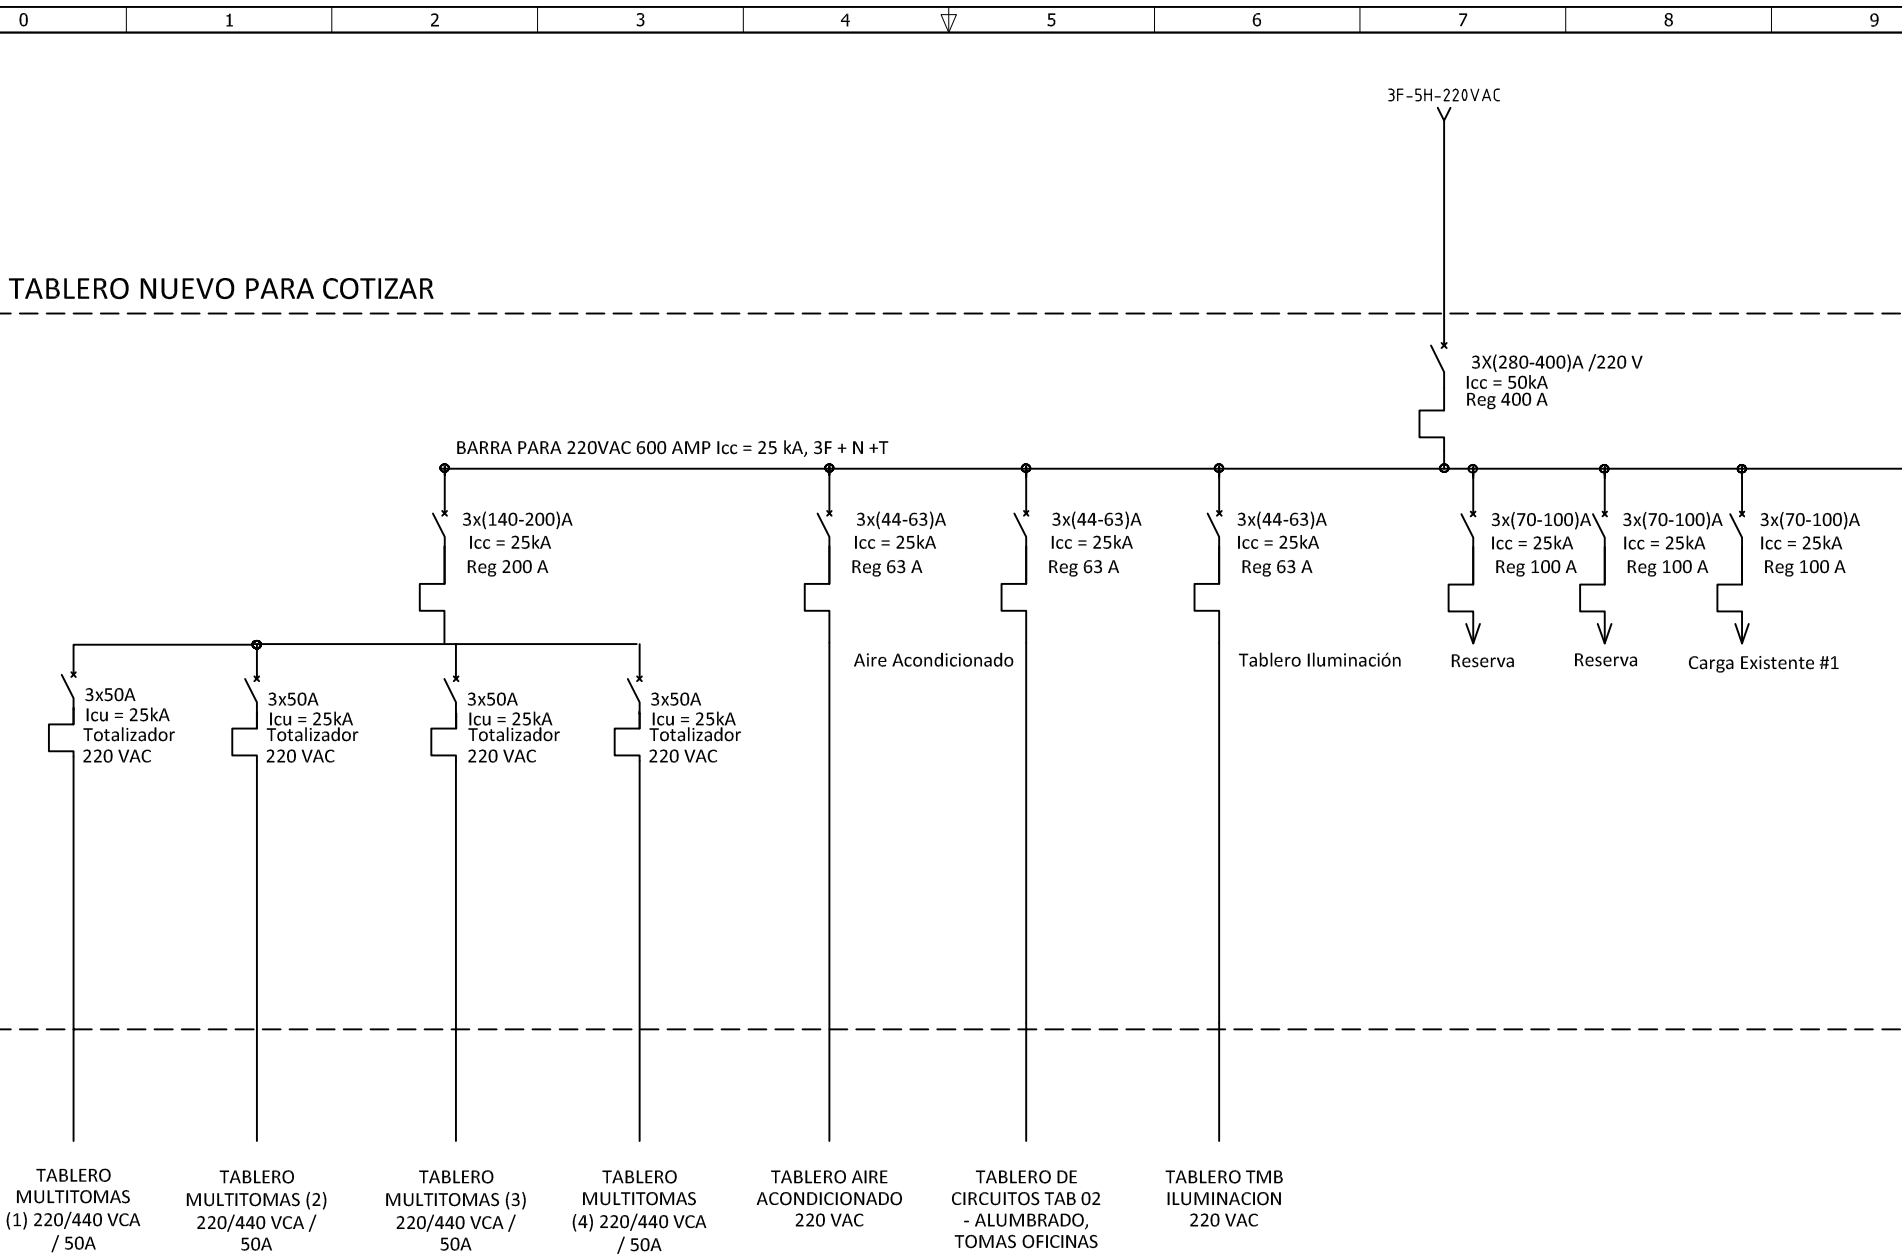 0 1 2 3 4 5 6 7 8 9
3F-5H-220VAC
TABLERO NUEVO PARA COTIZAR
3X(280-400)A /220 V
Icc = 50kA
Reg 400 A
BARRA PARA 220VAC 600 AMP Icc = 25 kA, 3F + N +T
3x(140-200)A
Icc = 25kA
Reg 200 A
3x(44-63)A
Icc = 25kA
Reg 63 A
Aire Acondicionado
3x(44-63)A
Icc = 25kA
Reg 63 A
3x(44-63)A
Icc = 25kA
Reg 63 A
Tablero Iluminación
3x(70-100)A
Icc = 25kA
Reg 100 A
Reserva
3x(70-100)A
Icc = 25kA
Reg 100 A
Reserva
3x(70-100)A
Icc = 25kA
Reg 100 A
Carga Existente #1
3x50A
Icu = 25kA
Totalizador
220 VAC
3x50A
Icu = 25kA
Totalizador
220 VAC
3x50A
Icu = 25kA
Totalizador
220 VAC
3x50A
Icu = 25kA
Totalizador
220 VAC
TABLERO
MULTITOMAS
(1) 220/440 VCA
/ 50A
TABLERO
MULTITOMAS (2)
220/440 VCA /
50A
TABLERO
MULTITOMAS (3)
220/440 VCA /
50A
TABLERO
MULTITOMAS
(4) 220/440 VCA
/ 50A
TABLERO AIRE
ACONDICIONADO
220 VAC
TABLERO DE
CIRCUITOS TAB 02
- ALUMBRADO,
TOMAS OFICINAS
TABLERO TMB
ILUMINACION
220 VAC